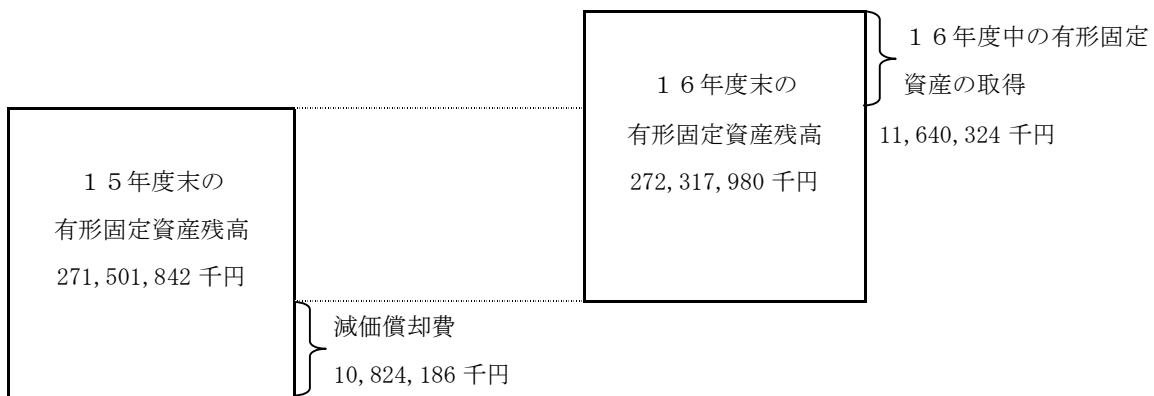 １６年度中の有形固定
資産の取得
11,640,324 千円
１６年度末の
有形固定資産残高
272,317,980 千円
１５年度末の
有形固定資産残高
271,501,842 千円
減価償却費
10,824,186 千円